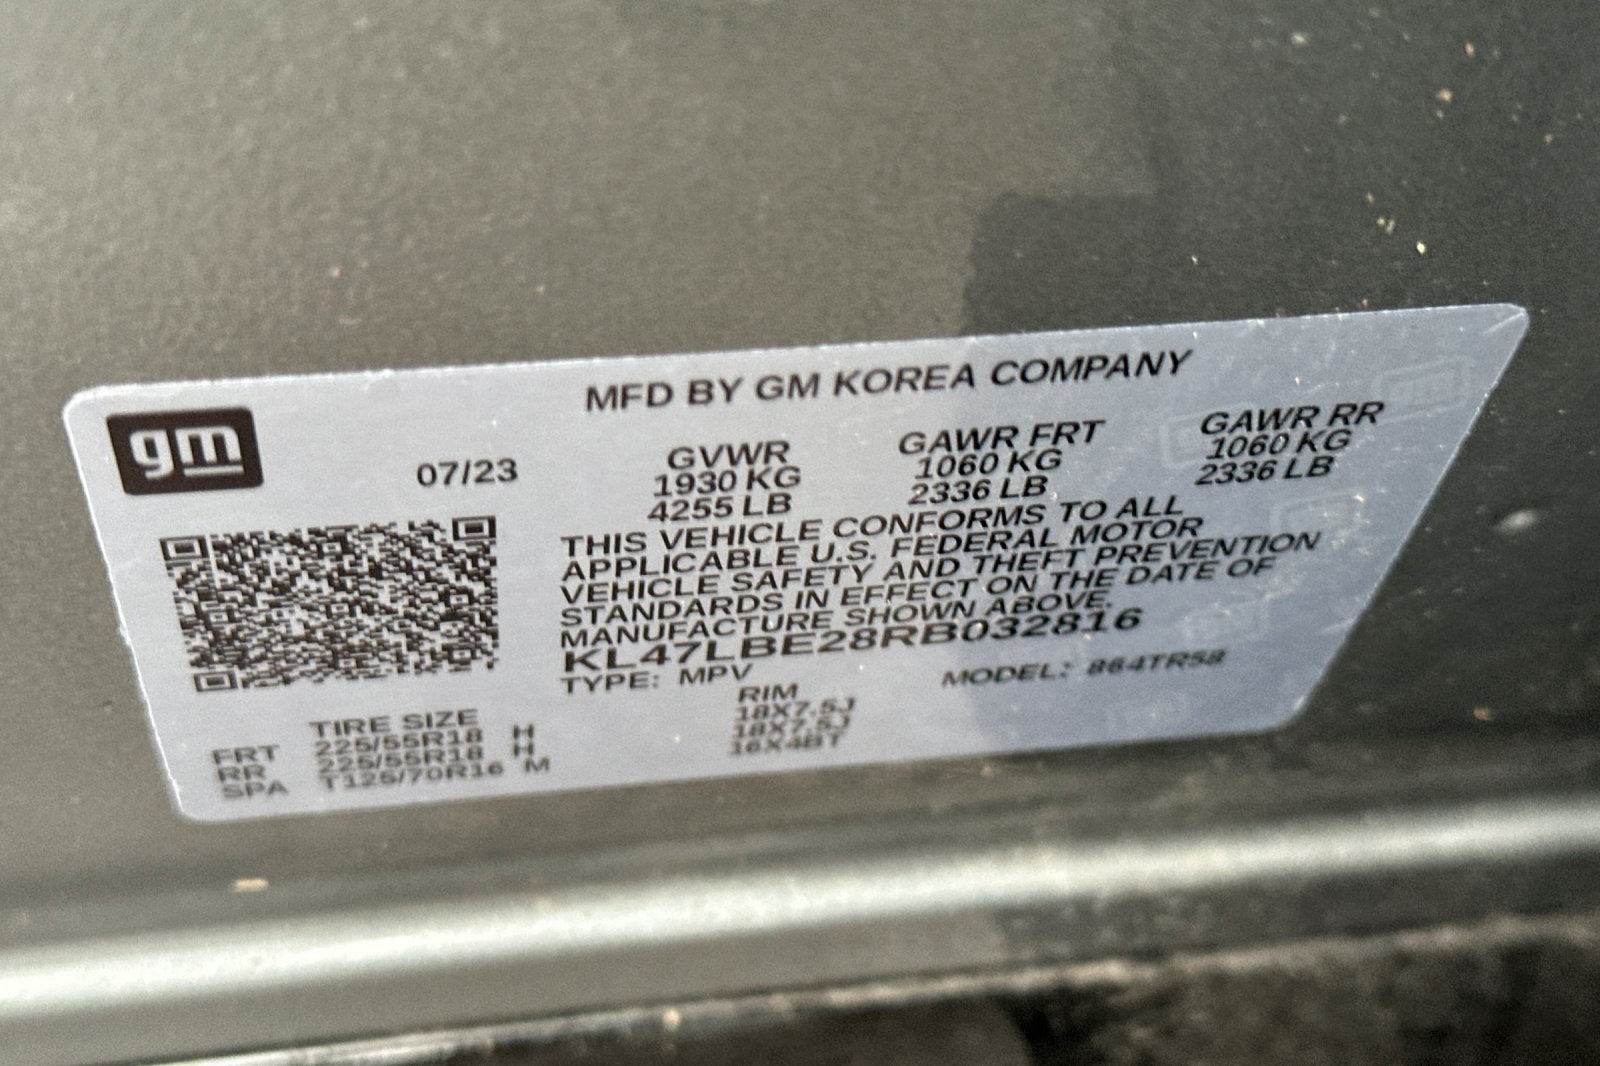 gm
MFD BY GM KOREA COMPANY
07/23
GVWR GAWR FRT GAWR RR
1930 KG 1060 KG 1060 KG
4255 LB 2336 LB 2336 LB
THIS VEHICLE CONFORMS TO ALL
APPLICABLE U.S. FEDERAL MOTOR
VEHICLE SAFETY AND THEFT PREVENTION
STANDARDS IN EFFECT ON THE DATE OF
MANUFACTURE SHOWN ABOVE.
KL47LBE28RB032816
TYPE: MPV MODEL: 864TR58
TIRE SIZE RIM
FRT 225/55R18 H 18X7.5J
RR 225/55R18 H 18X7.5J
SPA T125/70R16 M 16X4BT